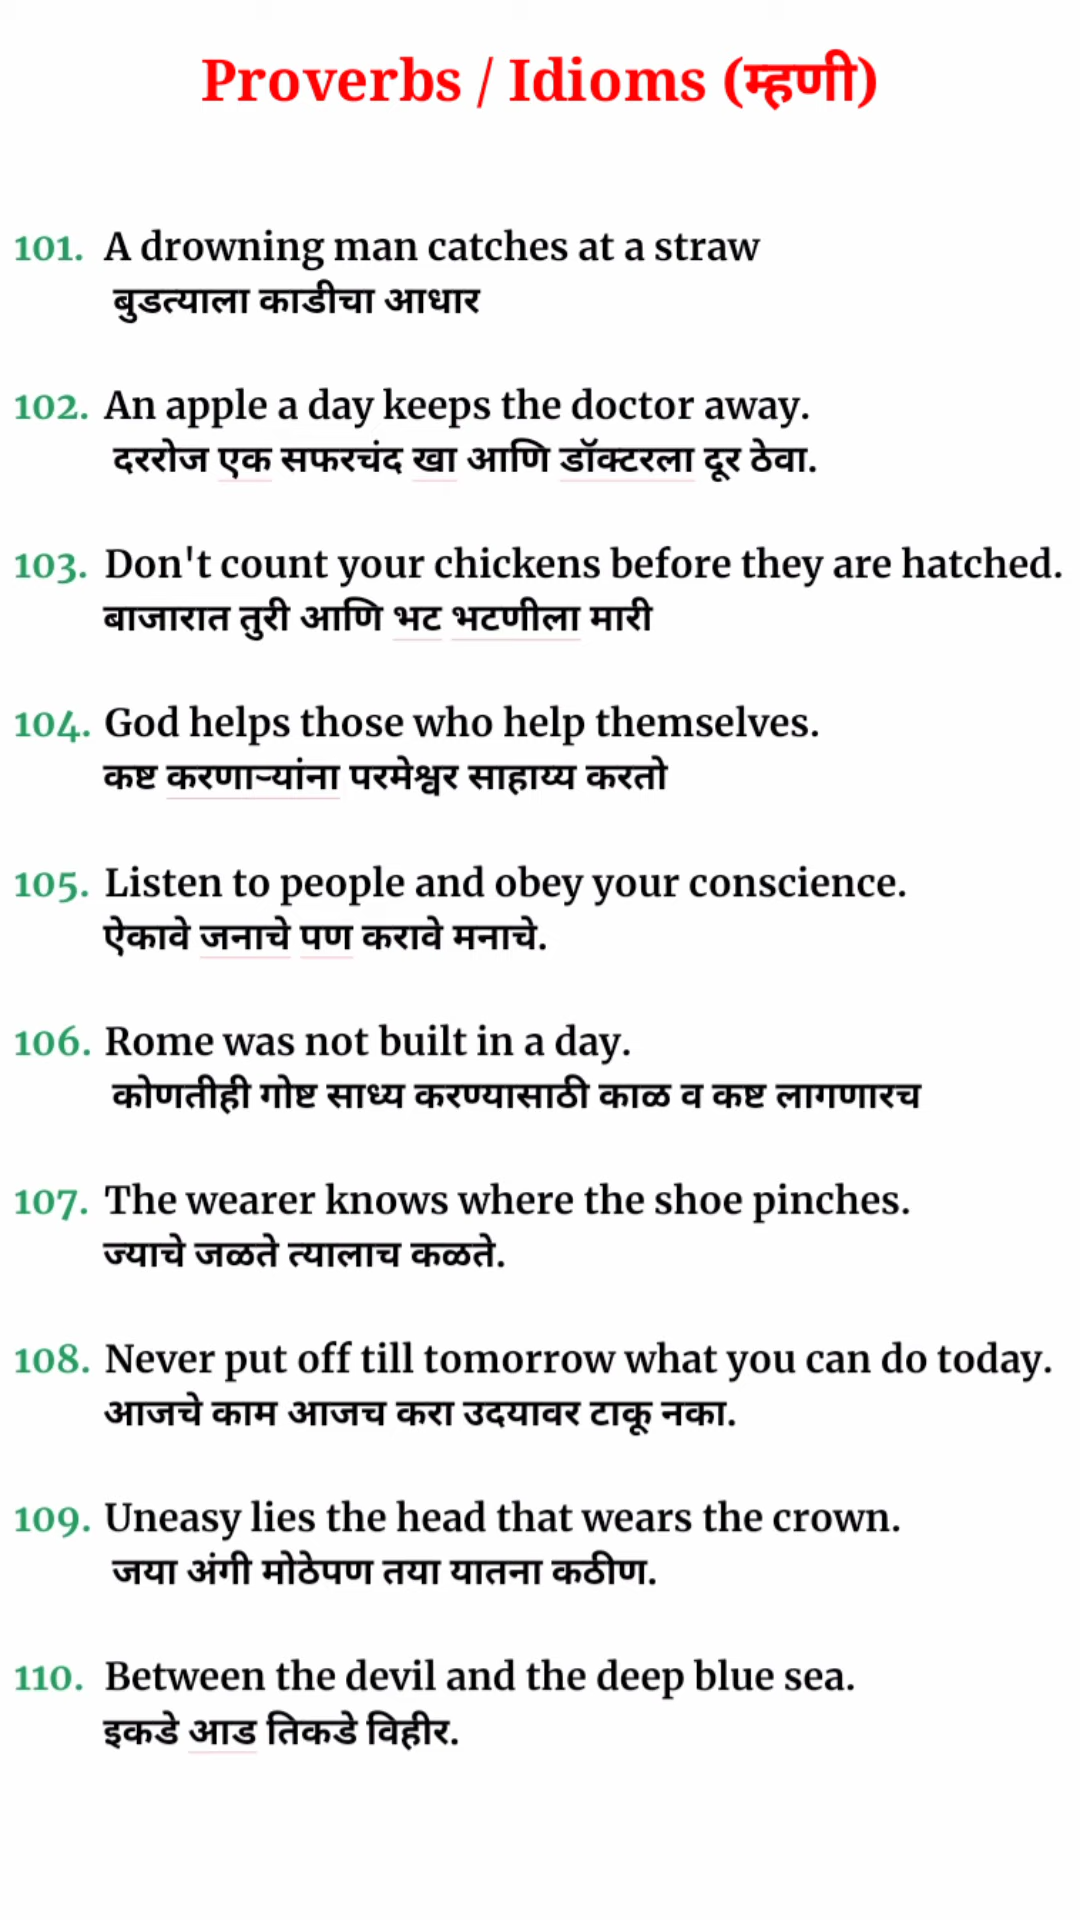 Proverbs / Idioms (म्हणी)
101. A drowning man catches at a straw
बुडत्याला काडीचा आधार
102. An apple a day keeps the doctor away.
दररोज एक सफरचंद खा आणि डॉक्टरला दूर ठेवा.
103. Don't count your chickens before they are hatched.
बाजारात तुरी आणि भट भटणीला मारी
104. God helps those who help themselves.
कष्ट करणाऱ्यांना परमेश्वर साहाय्य करतो
105. Listen to people and obey your conscience.
ऐकावे जनाचे पण करावे मनाचे.
106. Rome was not built in a day.
कोणतीही गोष्ट साध्य करण्यासाठी काळ व कष्ट लागणारच
107. The wearer knows where the shoe pinches.
ज्याचे जळते त्यालाच कळते.
108. Never put off till tomorrow what you can do today.
आजचे काम आजच करा उदयावर टाकू नका.
109. Uneasy lies the head that wears the crown.
जया अंगी मोठेपण तया यातना कठीण.
110. Between the devil and the deep blue sea.
इकडे आड तिकडे विहीर.